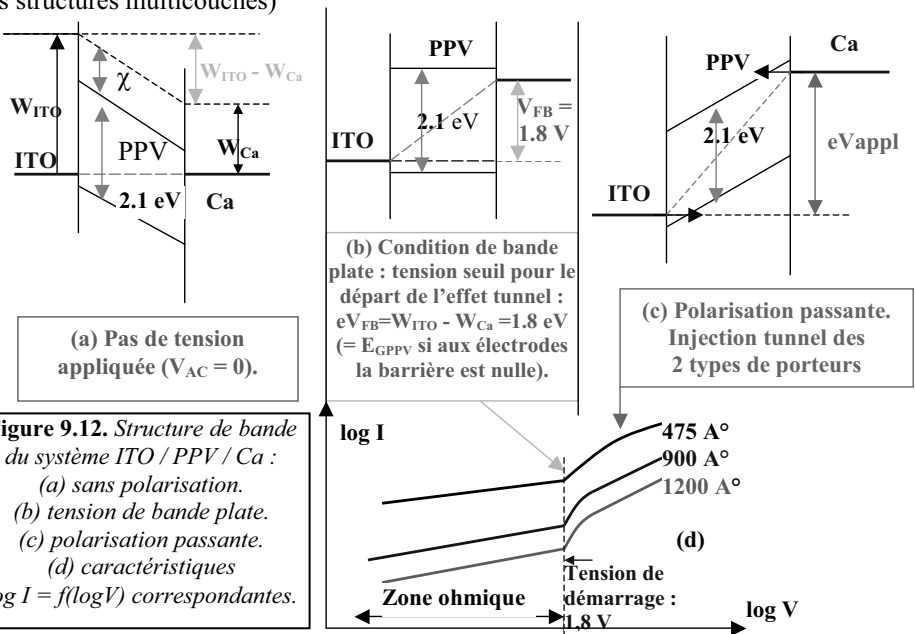 s structures multicouches)
W_ITO
χ
W_ITO - W_Ca
W_Ca
ITO
PPV
2.1 eV
Ca
(a) Pas de tension
appliquée (V_AC = 0).
PPV
ITO
2.1 eV
V_FB =
1.8 V
(b) Condition de bande
plate : tension seuil pour le
départ de l'effet tunnel :
eV_FB=W_ITO - W_Ca =1.8 eV
(= E_GPPV si aux électrodes
la barrière est nulle).
Ca
PPV
2.1 eV
eVappl
ITO
(c) Polarisation passante.
Injection tunnel des
2 types de porteurs
igure 9.12. Structure de bande
du système ITO / PPV / Ca :
(a) sans polarisation.
(b) tension de bande plate.
(c) polarisation passante.
(d) caractéristiques
og I = f(logV) correspondantes.
log I
475 A°
900 A°
1200 A°
(d)
Tension de
démarrage :
1,8 V
Zone ohmique
log V